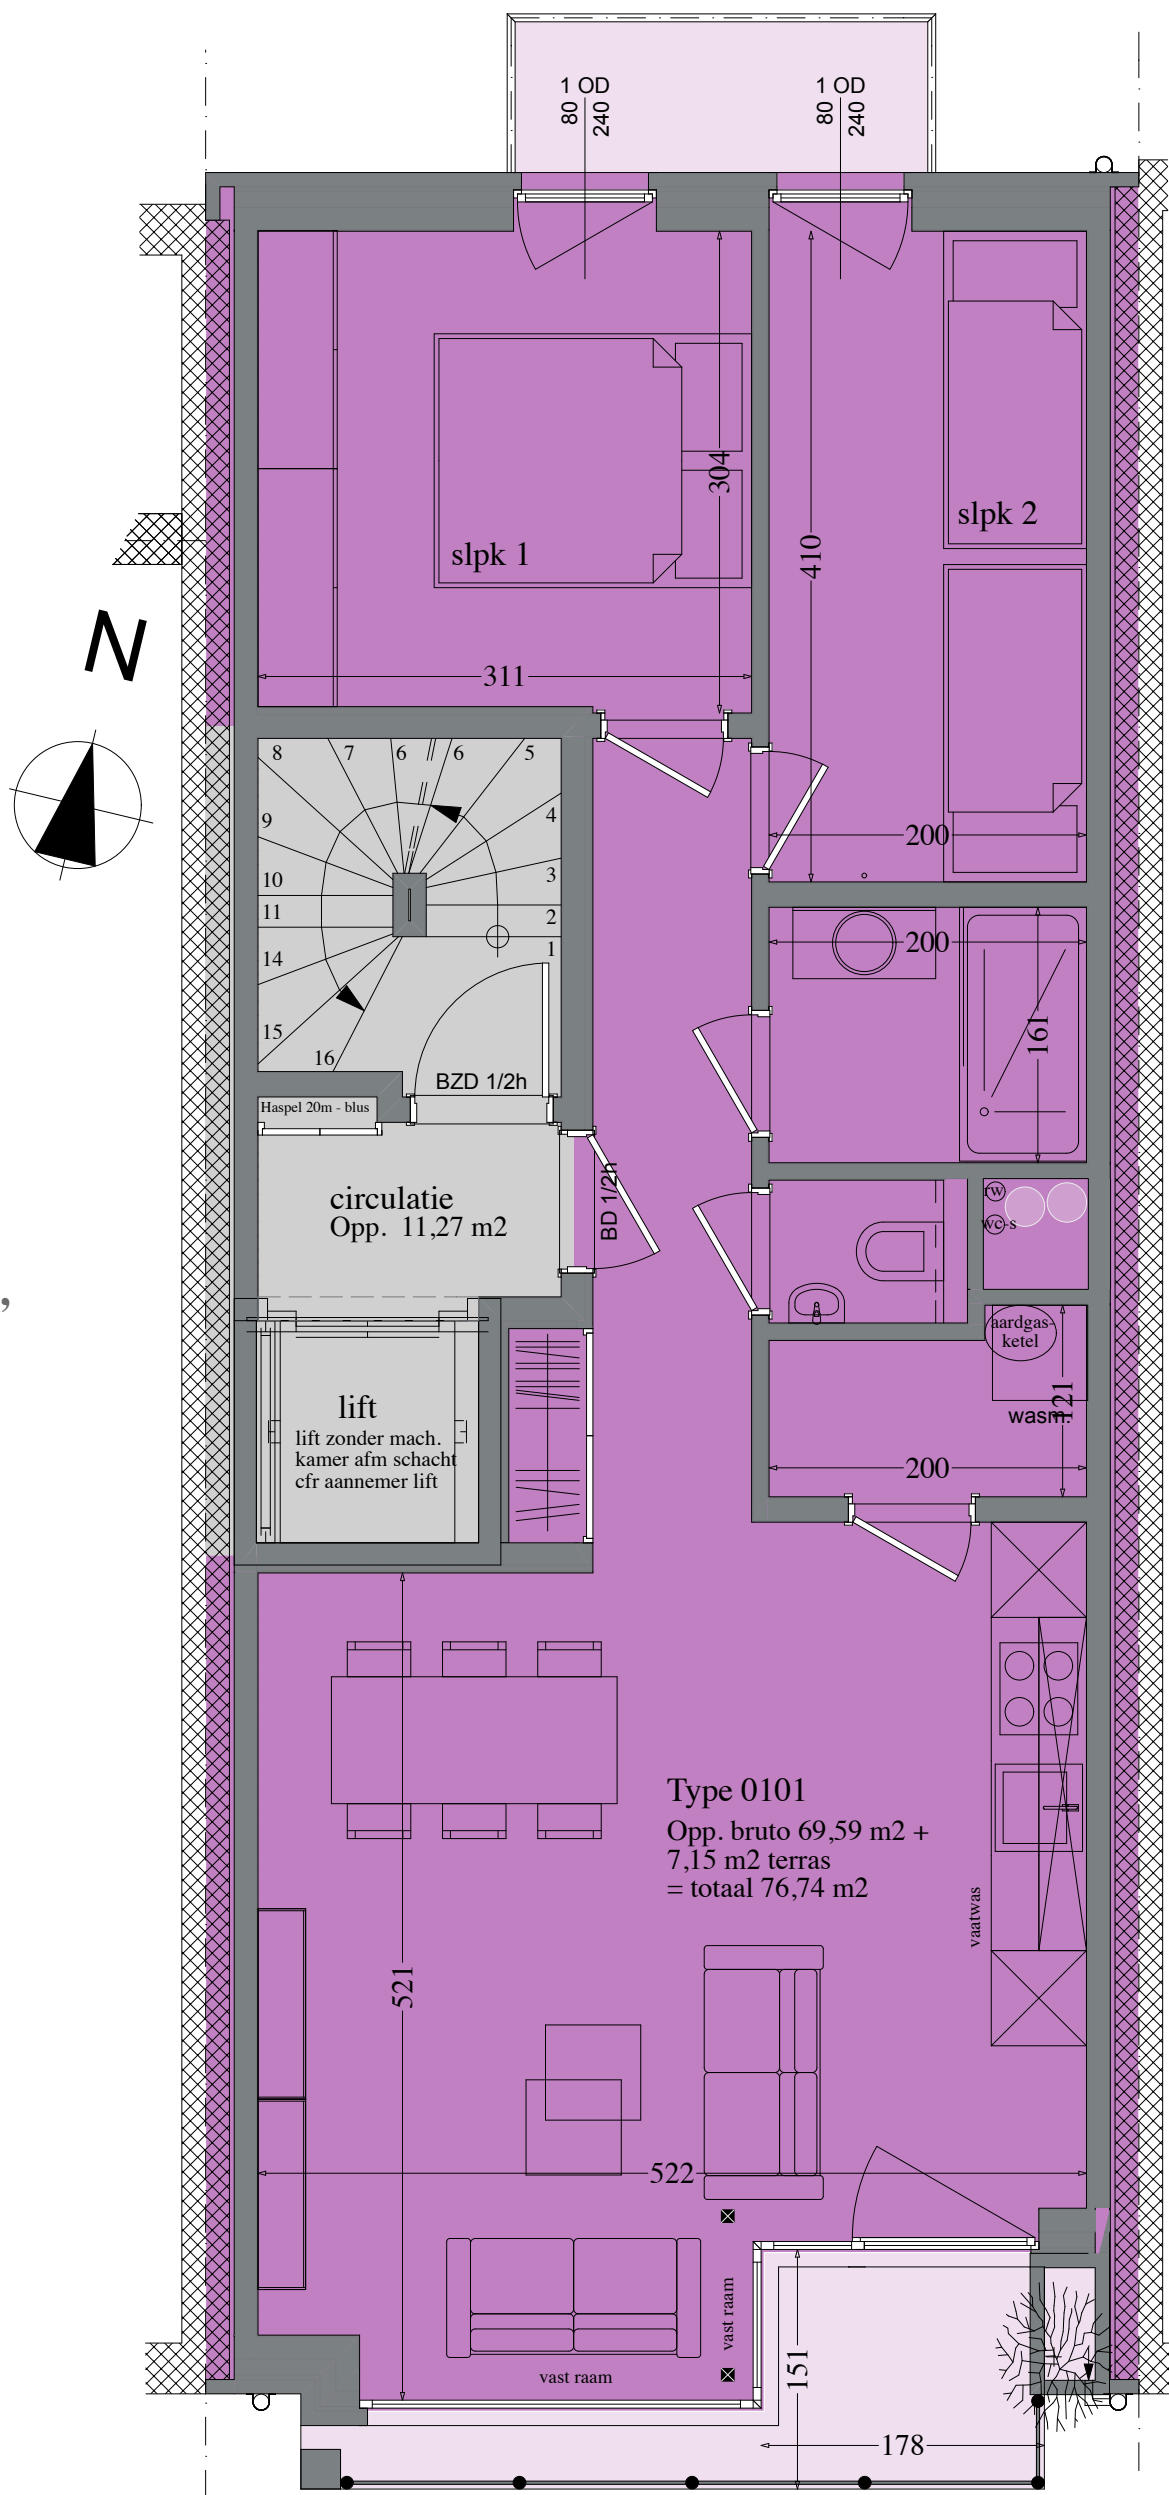 1 OD
80
240
1 OD
80
240
304
slpk 1
311
410
slpk 2
200
N
8
7
6
6
5
9
4
10
3
11
2
14
1
15
16
BZD 1/2h
Haspel 20m - blus
200
161
circulatie
Opp. 11,27 m2
BD 1/2h
rw
wc-s
,
aardgas-
ketel
121
wasm.
200
lift
lift zonder mach.
kamer afm schacht
cfr aannemer lift
Type 0101
Opp. bruto 69,59 m2 +
7,15 m2 terras
= totaal 76,74 m2
vaatwas
521
522
vast raam
vast raam
151
178